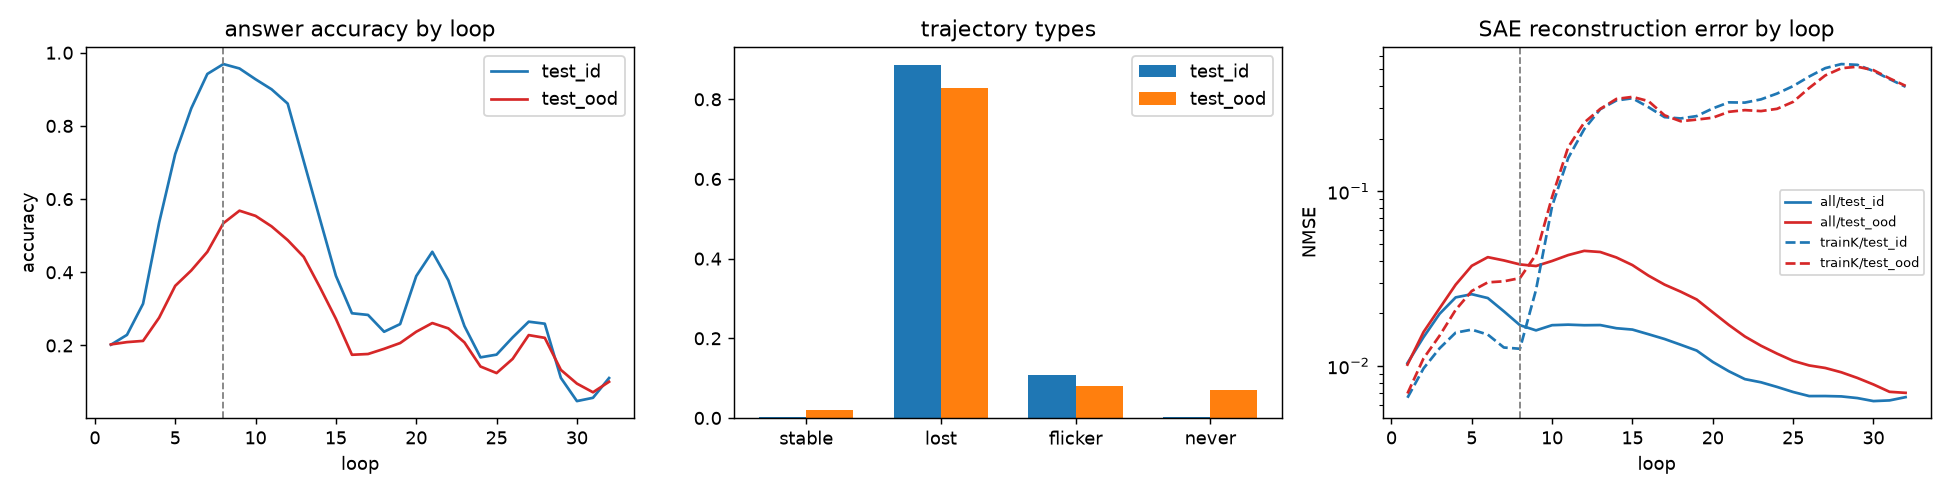 answer accuracy by loop
accuracy
1.0
0.8
0.6
0.4
0.2
0
5
10
15
20
25
30
loop
test_id
test_ood
trajectory types
0.8
0.6
0.4
0.2
0.0
stable
lost
flicker
never
test_id
test_ood
SAE reconstruction error by loop
NMSE
10⁻¹
10⁻²
0
5
10
15
20
25
30
loop
all/test_id
all/test_ood
trainK/test_id
trainK/test_ood